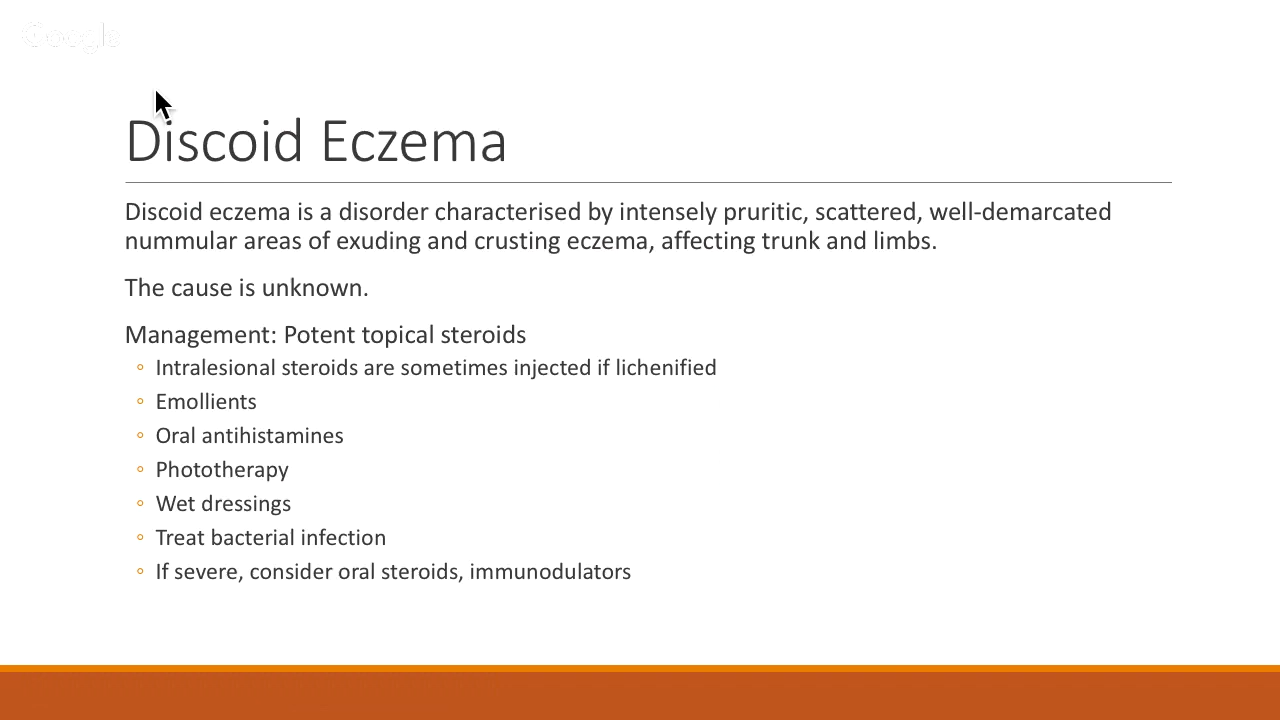 Google
Discoid Eczema
Discoid eczema is a disorder characterised by intensely pruritic, scattered, well-demarcated
nummular areas of exuding and crusting eczema, affecting trunk and limbs.
The cause is unknown.
Management: Potent topical steroids
◦ Intralesional steroids are sometimes injected if lichenified
◦ Emollients
◦ Oral antihistamines
◦ Phototherapy
◦ Wet dressings
◦ Treat bacterial infection
◦ If severe, consider oral steroids, immunodulators